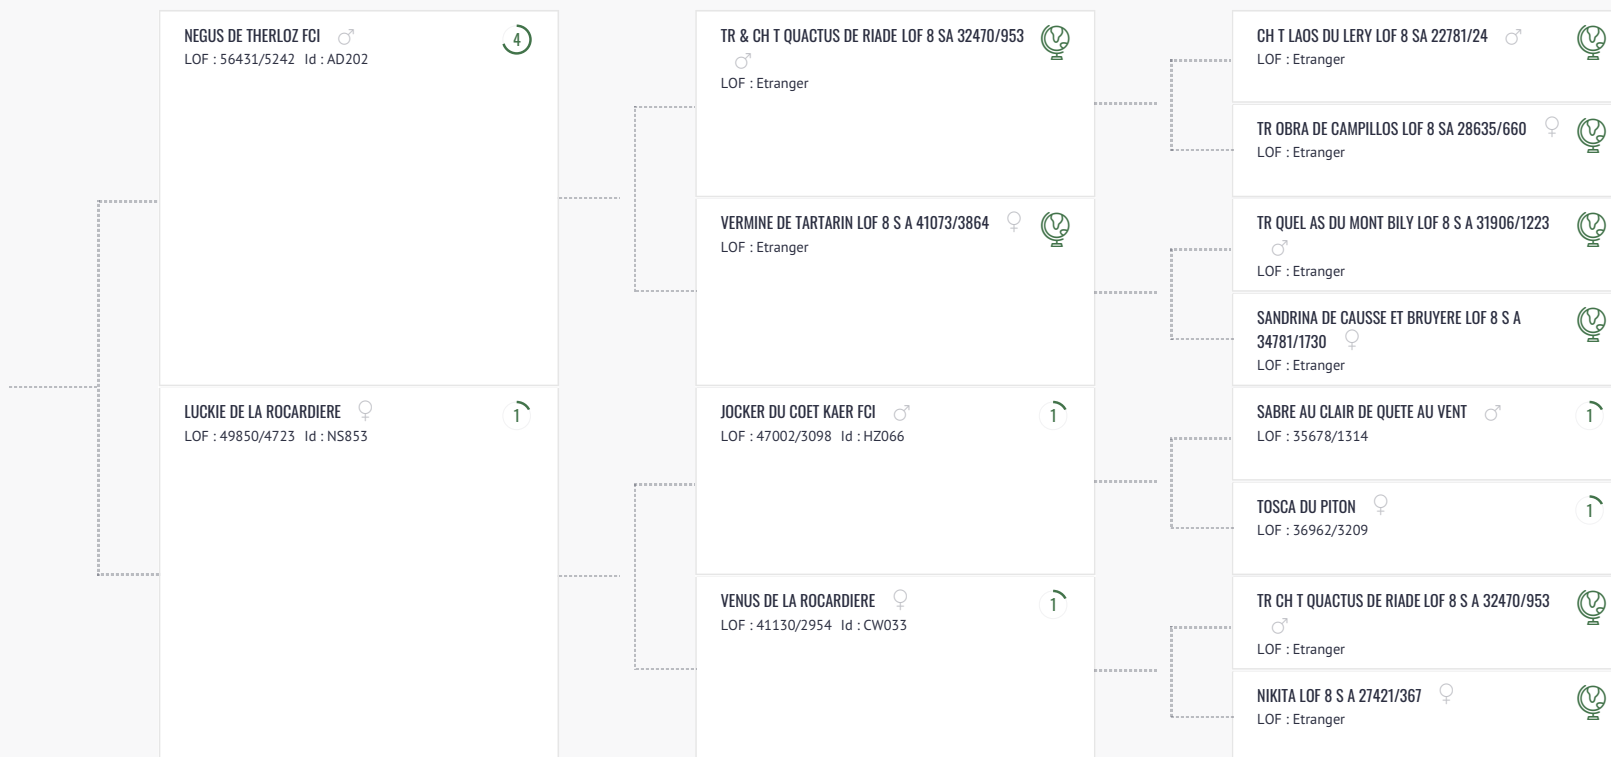 NEGUS DE THERLOZ FCI ♂ 4
LOF : 56431/5242 Id : AD202
LUCKIE DE LA ROCARDIERE ♀ 1
LOF : 49850/4723 Id : NS853
TR & CH T QUACTUS DE RIADE LOF 8 SA 32470/953
♂
LOF : Etranger
VERMINE DE TARTARIN LOF 8 S A 41073/3864 ♀
LOF : Etranger
JOCKER DU COET KAER FCI ♂ 1
LOF : 47002/3098 Id : HZ066
VENUS DE LA ROCARDIERE ♀ 1
LOF : 41130/2954 Id : CW033
CH T LAOS DU LERY LOF 8 SA 22781/24 ♂
LOF : Etranger
TR OBRA DE CAMPILLOS LOF 8 SA 28635/660 ♀
LOF : Etranger
TR QUEL AS DU MONT BILY LOF 8 S A 31906/1223
♂
LOF : Etranger
SANDRINA DE CAUSSE ET BRUYERE LOF 8 S A
34781/1730 ♀
LOF : Etranger
SABRE AU CLAIR DE QUETE AU VENT ♂ 1
LOF : 35678/1314
TOSCA DU PITON ♀ 1
LOF : 36962/3209
TR CH T QUACTUS DE RIADE LOF 8 S A 32470/953
♂
LOF : Etranger
NIKITA LOF 8 S A 27421/367 ♀
LOF : Etranger